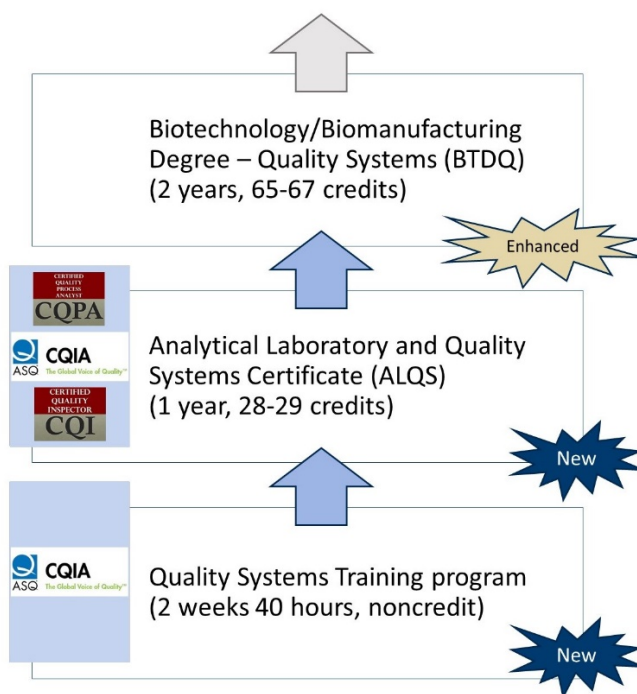 Biotechnology/Biomanufacturing
Degree – Quality Systems (BTDQ)
(2 years, 65-67 credits)
Enhanced
CERTIFIED
QUALITY
PROCESS
ANALYST
CQPA
ASQ CQIA
The Global Voice of Quality™
CERTIFIED
QUALITY
INSPECTOR
CQI
Analytical Laboratory and Quality
Systems Certificate (ALQS)
(1 year, 28-29 credits)
New
ASQ CQIA
The Global Voice of Quality™
Quality Systems Training program
(2 weeks 40 hours, noncredit)
New